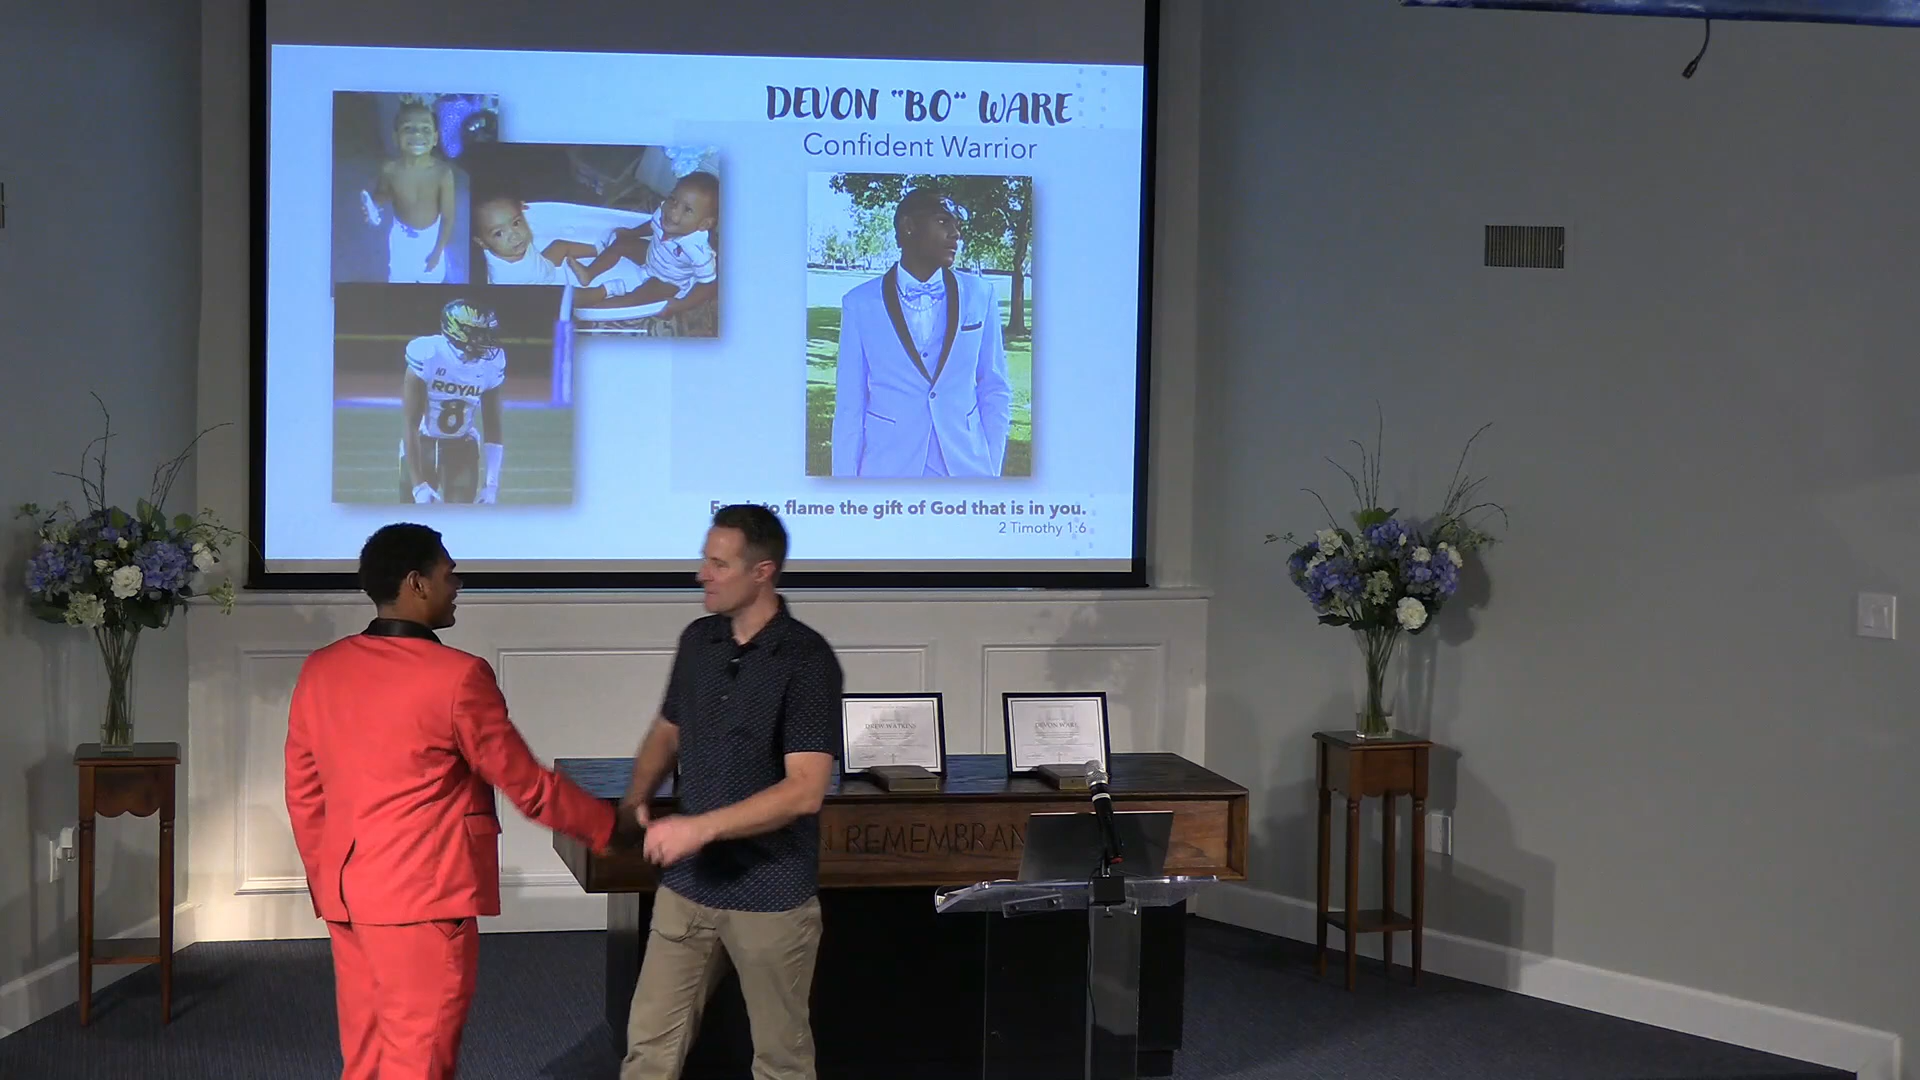 DEVON "BO" WARE
Confident Warrior
ROYAL
8
to flame the gift of God that is in you.
2 Timothy 1:6
DREW WATKINS
DEVON WARE
N REMEMBRAN